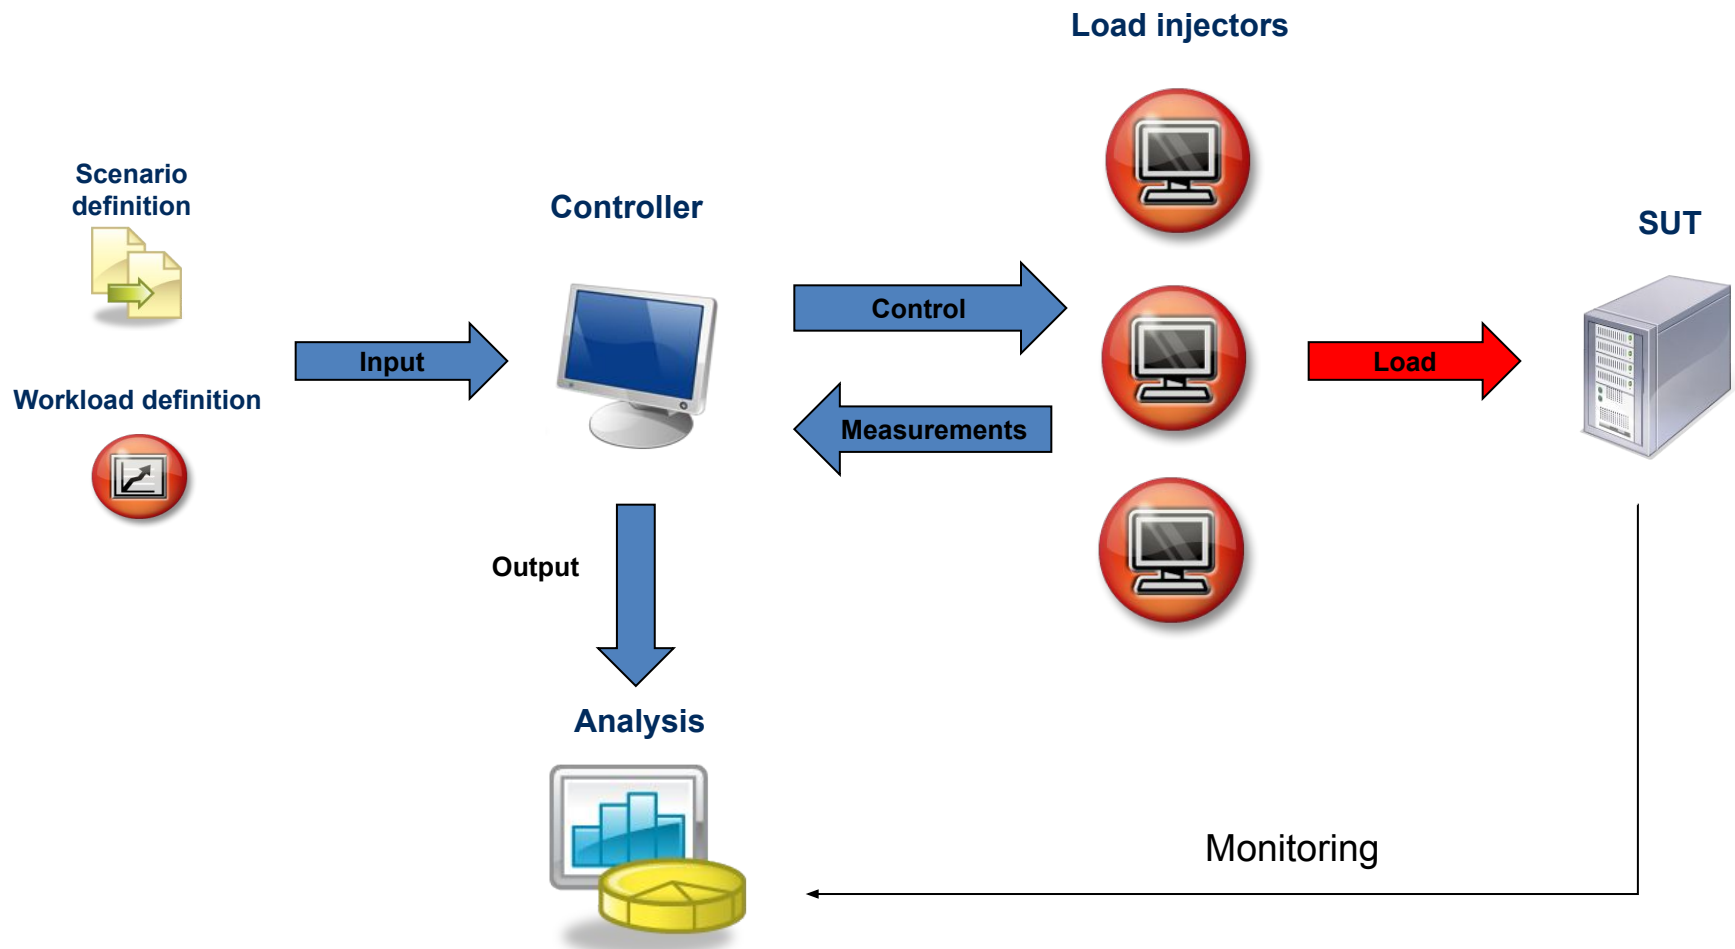 Load injectors
Scenario
definition
Controller
SUT
Control
Input
Load
Workload definition
Measurements
Output
Analysis
Monitoring